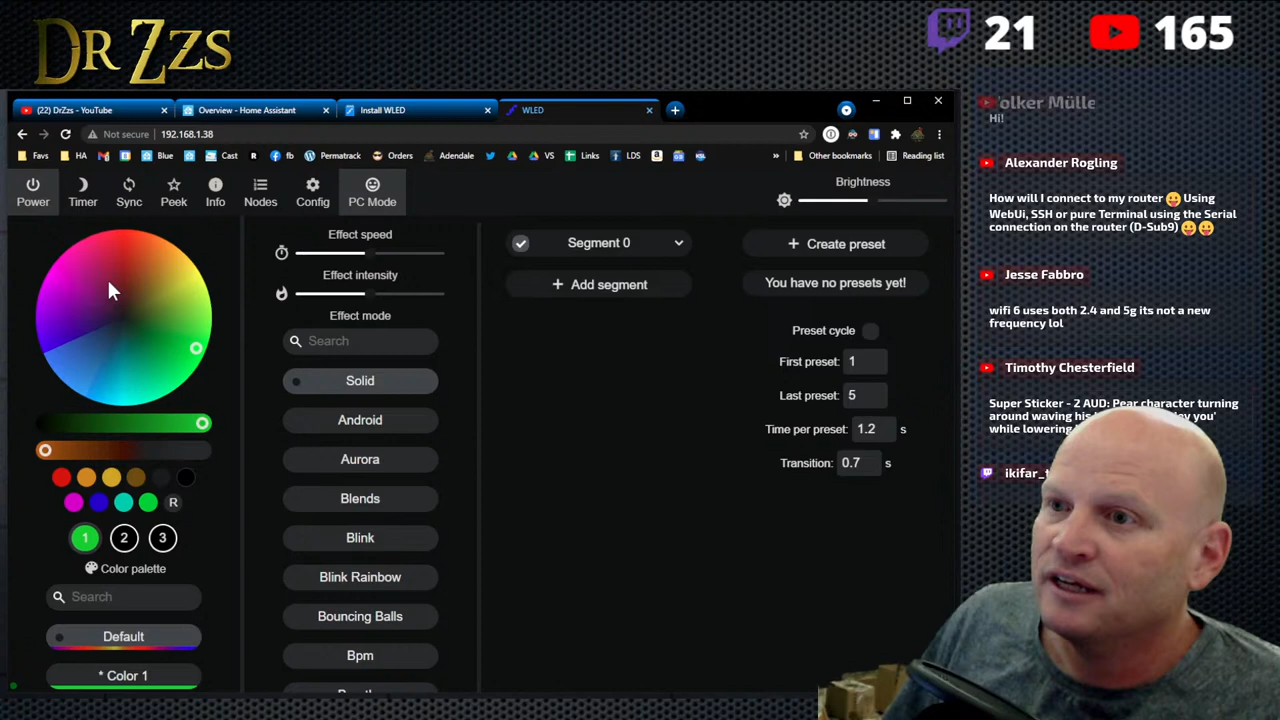 DR ZZS
21
165
(22) DrZzs - YouTube
Overview - Home Assistant
Install WLED
WLED
Not secure
192.168.1.38
Favs
HA
Blue
Cast
fb
Permatrack
Orders
Adendale
VS
Links
LDS
Other bookmarks
Reading list
Power
Timer
Sync
Peek
Info
Nodes
Config
PC Mode
Brightness
Effect speed
Effect intensity
Effect mode
Search
Solid
Android
Aurora
Blends
Blink
Blink Rainbow
Bouncing Balls
Bpm
R
1
2
3
Color palette
Search
Default
* Color 1
Segment 0
Add segment
Create preset
You have no presets yet!
Preset cycle
First preset: 1
Last preset: 5
Time per preset: 1.2 s
Transition: 0.7 s
Hi!
Alexander Rogling
How will I connect to my router Using
WebUi, SSH or pure Terminal using the Serial
connection on the router (D-Sub9)
Jesse Fabbro
wifi 6 uses both 2.4 and 5g its not a new
frequency lol
Timothy Chesterfield
Super Sticker - 2 AUD: Pear character turning
around waving his
you'
while lowering